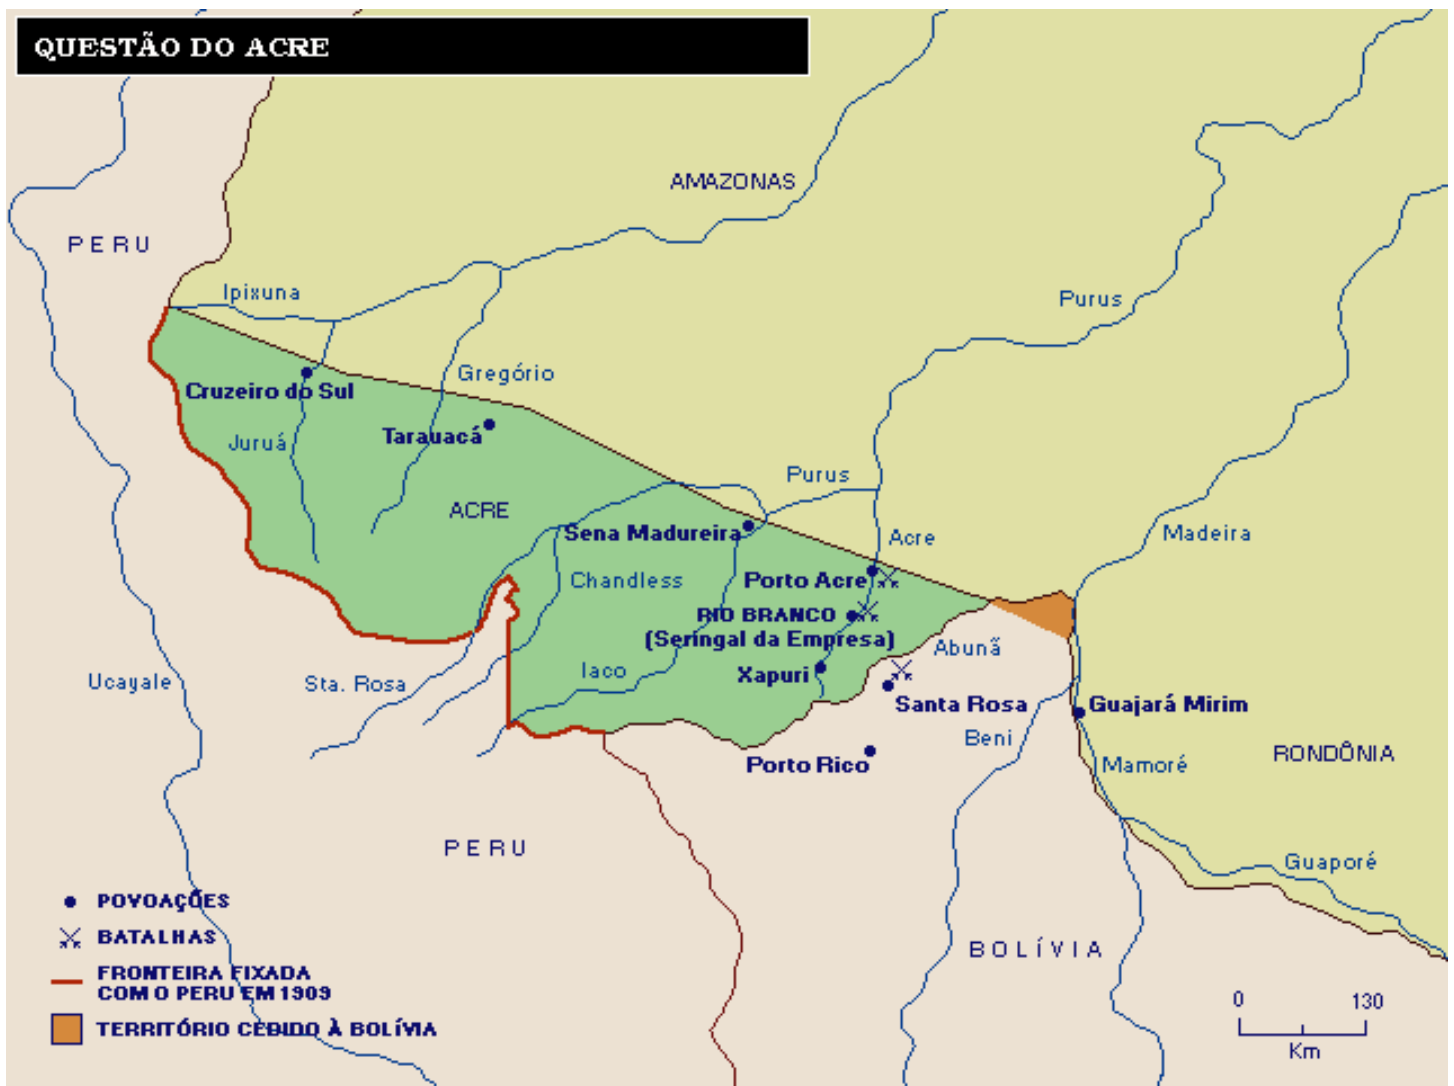 QUESTÃO DO ACRE
AMAZONAS
PERU
Ipixuna
Purus
Gregório
Cruzeiro do Sul
Tarauacá
Juruá
Purus
ACRE
Sena Madureira
Acre
Madeira
Chandless
Porto Acre
RIO BRANCO
(Seringal da Empresa)
Abunã
Iaco
Xapuri
Ucayale
Sta. Rosa
Santa Rosa
Guajará Mirim
Beni
Porto Rico
Mamoré
RONDÔNIA
PERU
Guaporé
BOLÍVIA
POVOAÇÕES
BATALHAS
FRONTEIRA FIXADA
COM O PERU EM 1909
TERRITÓRIO CEDIDO À BOLÍVIA
0 130
Km